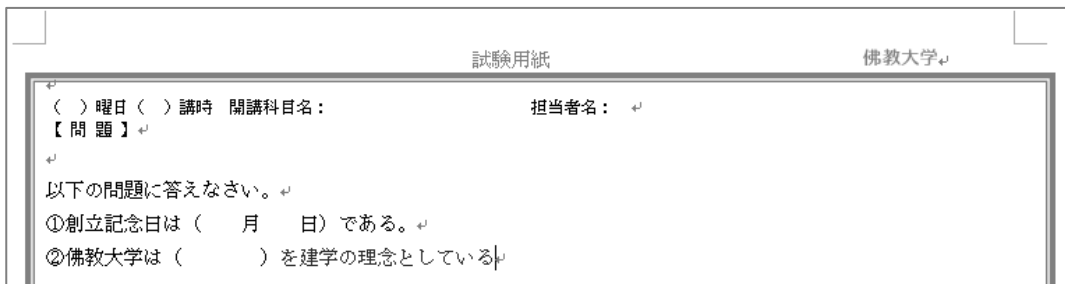 試験用紙 佛教大学
（　）曜日（　）講時　開講科目名：　担当者名：
【 問 題 】
以下の問題に答えなさい。
①創立記念日は（　　月　　日）である。
②佛教大学は（　　　　）を建学の理念としている